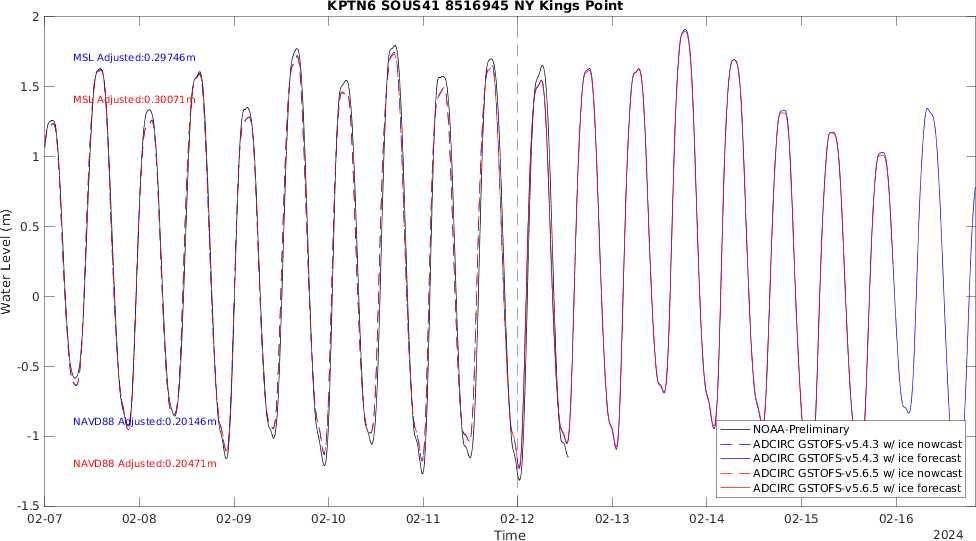 KPTN6 SOUS41 8516945 NY Kings Point
2
MSL Adjusted:0.29746m
1.5
MSL Adjusted:0.30071m
1
0.5
Water Level (m)
0
-0.5
NAVD88 Adjusted:0.20146m
-1
NAVD88 Adjusted:0.20471m
-1.5
NOAA-Preliminary
ADCIRC GSTOFS-v5.4.3 w/ ice nowcast
ADCIRC GSTOFS-v5.4.3 w/ ice forecast
ADCIRC GSTOFS-v5.6.5 w/ ice nowcast
ADCIRC GSTOFS-v5.6.5 w/ ice forecast
02-07 02-08 02-09 02-10 02-11 02-12 02-13 02-14 02-15 02-16
Time
2024